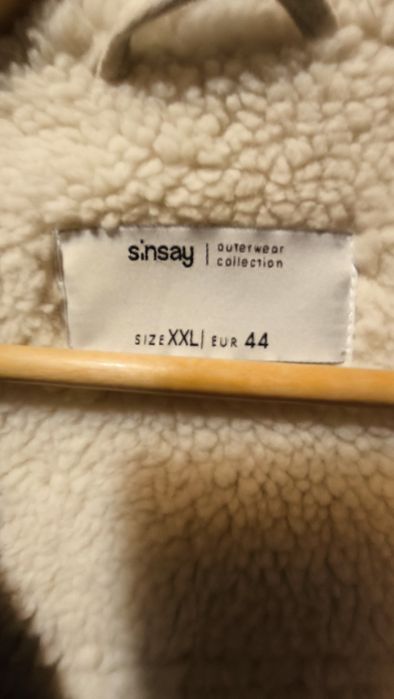 sinsay | outerwear
collection
SIZE XXL | EUR 44